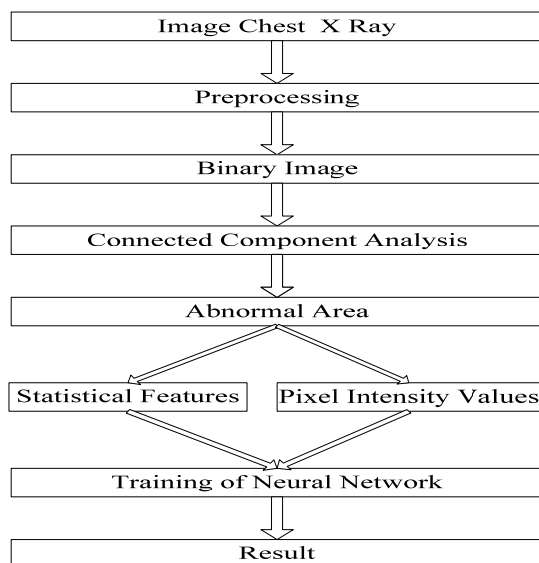 Image Chest X Ray
Preprocessing
Binary Image
Connected Component Analysis
Abnormal Area
Statistical Features
Pixel Intensity Values
Training of Neural Network
Result